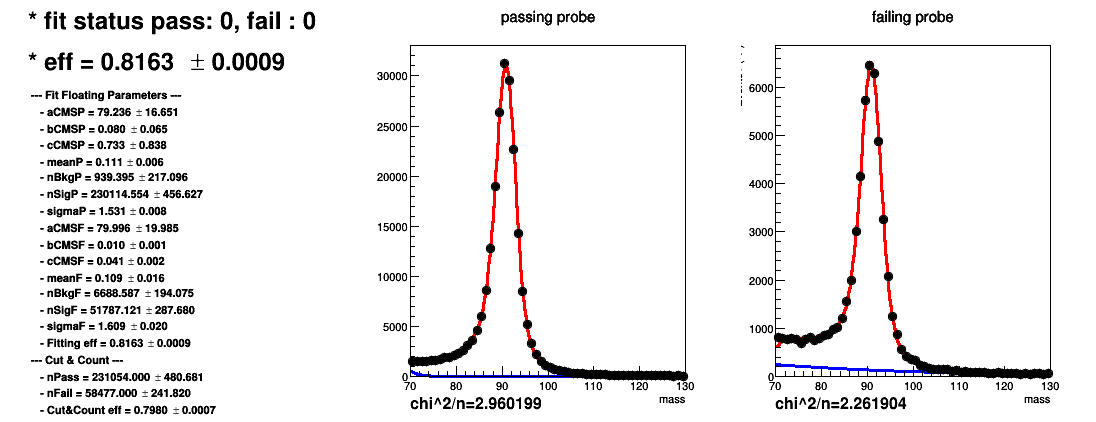 * fit status pass: 0, fail : 0
* eff = 0.8163 ± 0.0009
--- Fit Floating Parameters ---
- aCMSP = 79.236 ± 16.651
- bCMSP = 0.080 ± 0.065
- cCMSP = 0.733 ± 0.838
- meanP = 0.111 ± 0.006
- nBkgP = 939.395 ± 217.096
- nSigP = 230114.554 ± 456.627
- sigmaP = 1.531 ± 0.008
- aCMSF = 79.996 ± 19.985
- bCMSF = 0.010 ± 0.001
- cCMSF = 0.041 ± 0.002
- meanF = 0.109 ± 0.016
- nBkgF = 6688.587 ± 194.075
- nSigF = 51787.121 ± 287.680
- sigmaF = 1.609 ± 0.020
- Fitting eff = 0.8163 ± 0.0009
--- Cut & Count ---
- nPass = 231054.000 ± 480.681
- nFail = 58477.000 ± 241.820
- Cut&Count eff = 0.7980 ± 0.0007
passing probe
30000
25000
20000
15000
10000
5000
0
70 80 90 100 110 120 130
mass
chi^2/n=2.960199
failing probe
6000
5000
4000
3000
2000
1000
0
70 80 90 100 110 120 130
mass
chi^2/n=2.261904